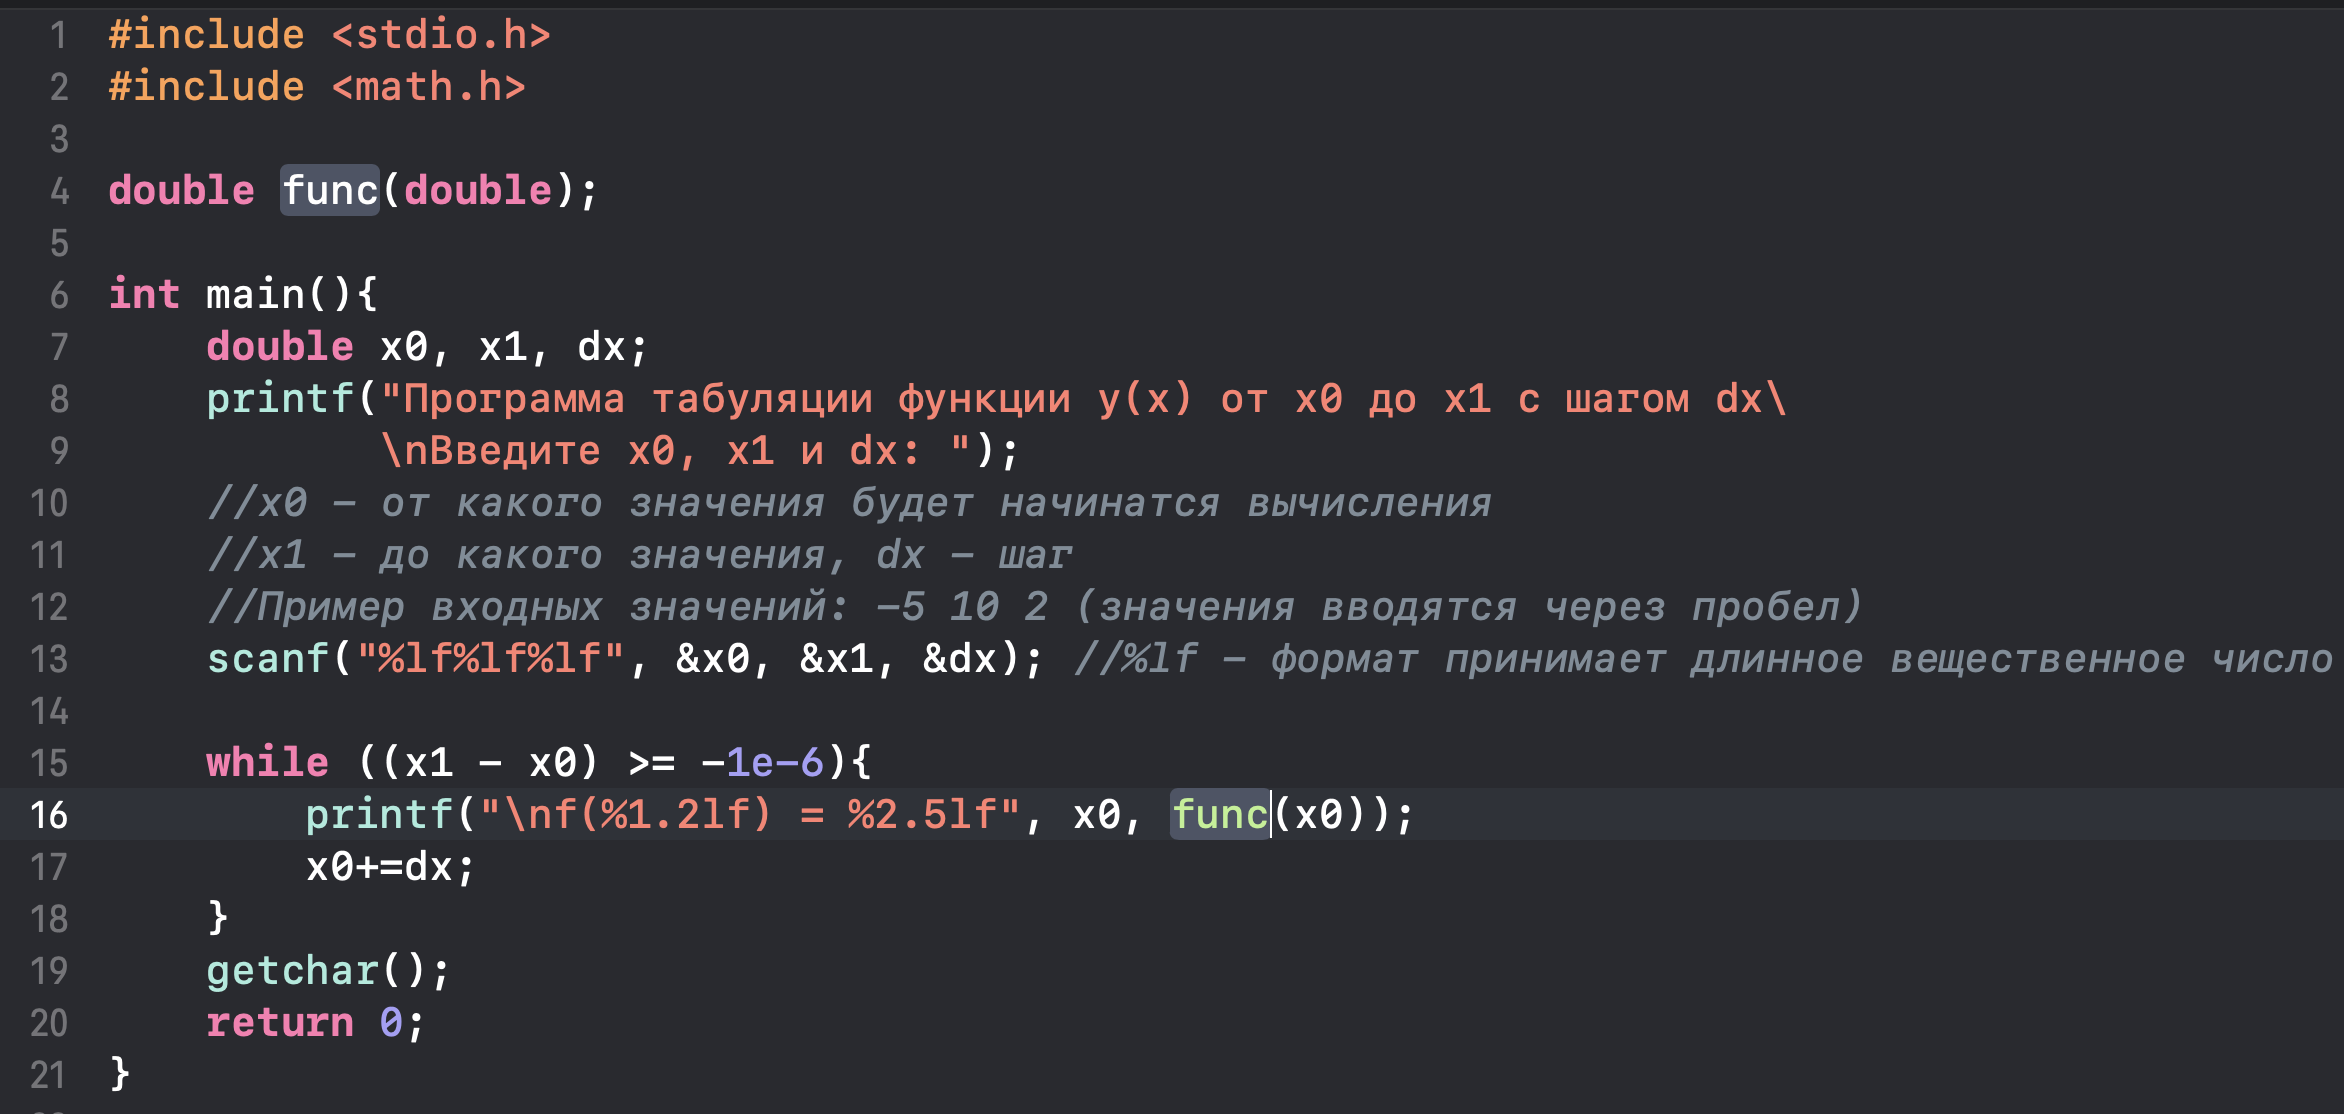 1 #include <stdio.h>
2 #include <math.h>
3
4 double func(double);
5
6 int main(){
7 double x0, x1, dx;
8 printf("Программа табуляции функции y(x) от x0 до x1 с шагом dx\
9 \nВведите x0, x1 и dx: ");
10 //x0 – от какого значения будет начинатся вычисления
11 //x1 – до какого значения, dx – шаг
12 //Пример входных значений: –5 10 2 (значения вводятся через пробел)
13 scanf("%lf%lf%lf", &x0, &x1, &dx); //%lf – формат принимает длинное вещественное число
14
15 while ((x1 - x0) >= -1e-6){
16 printf("\nf(%1.2lf) = %2.5lf", x0, func(x0));
17 x0+=dx;
18 }
19 getchar();
20 return 0;
21 }